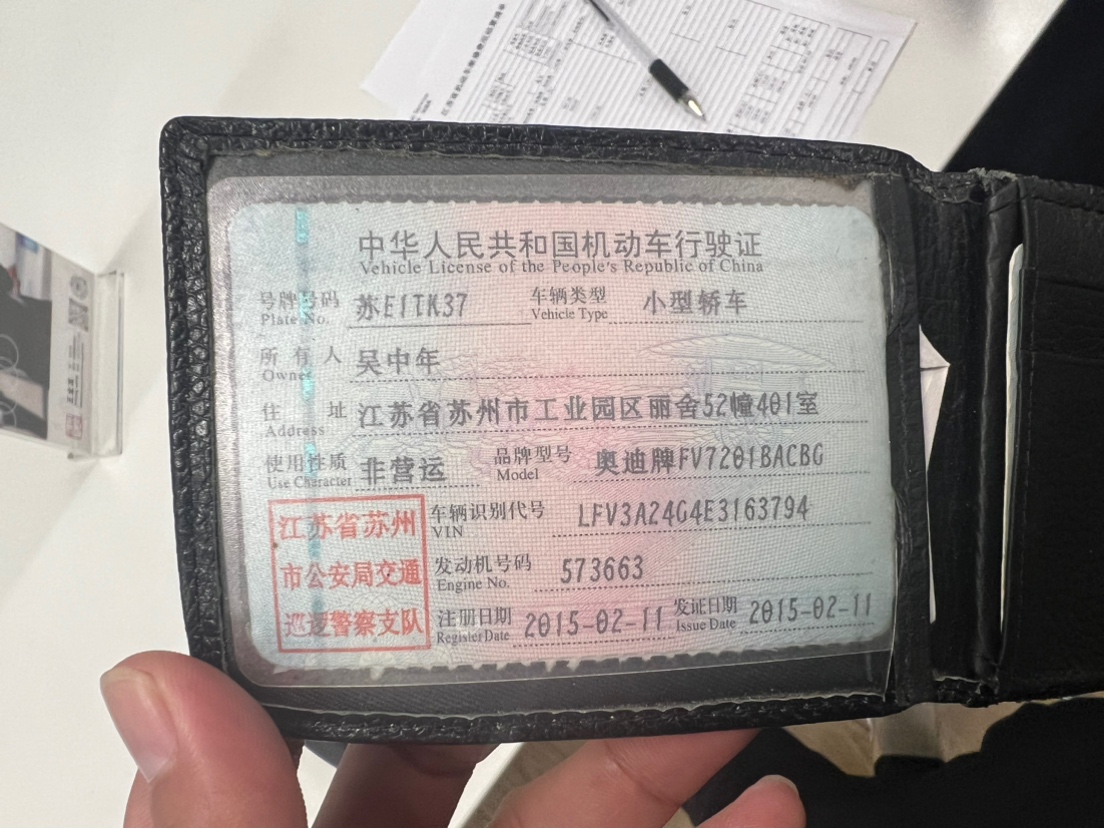 中华人民共和国机动车行驶证
Vehicle License of the People's Republic of China
号牌号码 苏E1TK37 车辆类型 小型轿车
Plate No. Vehicle Type
所有人 吴中年
Owner
住址 江苏省苏州市工业园区丽舍52幢401室
Address
使用性质 非营运 品牌型号 奥迪牌FV7201BACBG
Use Character Model
江苏省苏州
市公安局交通
巡逻警察支队
车辆识别代号 LFV3A24G4E3163794
VIN
发动机号码 573663
Engine No.
注册日期 2015-02-11 发证日期 2015-02-11
Register Date Issue Date